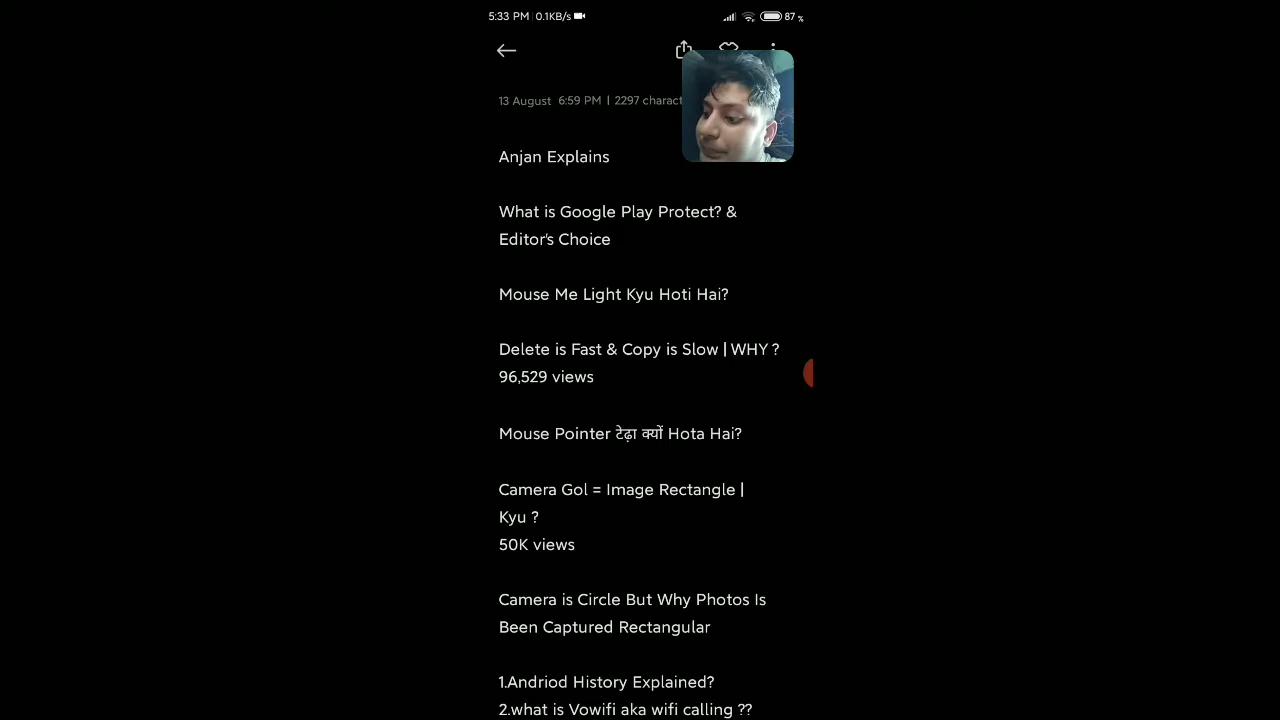 5:33 PM | 0.1KB/s 87 %
13 August 6:59 PM | 2297
Anjan Explains
What is Google Play Protect? &
Editor's Choice
Mouse Me Light Kyu Hoti Hai?
Delete is Fast & Copy is Slow | WHY ?
96,529 views
Mouse Pointer टेढ़ा क्यों Hota Hai?
Camera Gol = Image Rectangle |
Kyu ?
50K views
Camera is Circle But Why Photos Is
Been Captured Rectangular
1.Andriod History Explained?
2.what is Vowifi aka wifi calling ??